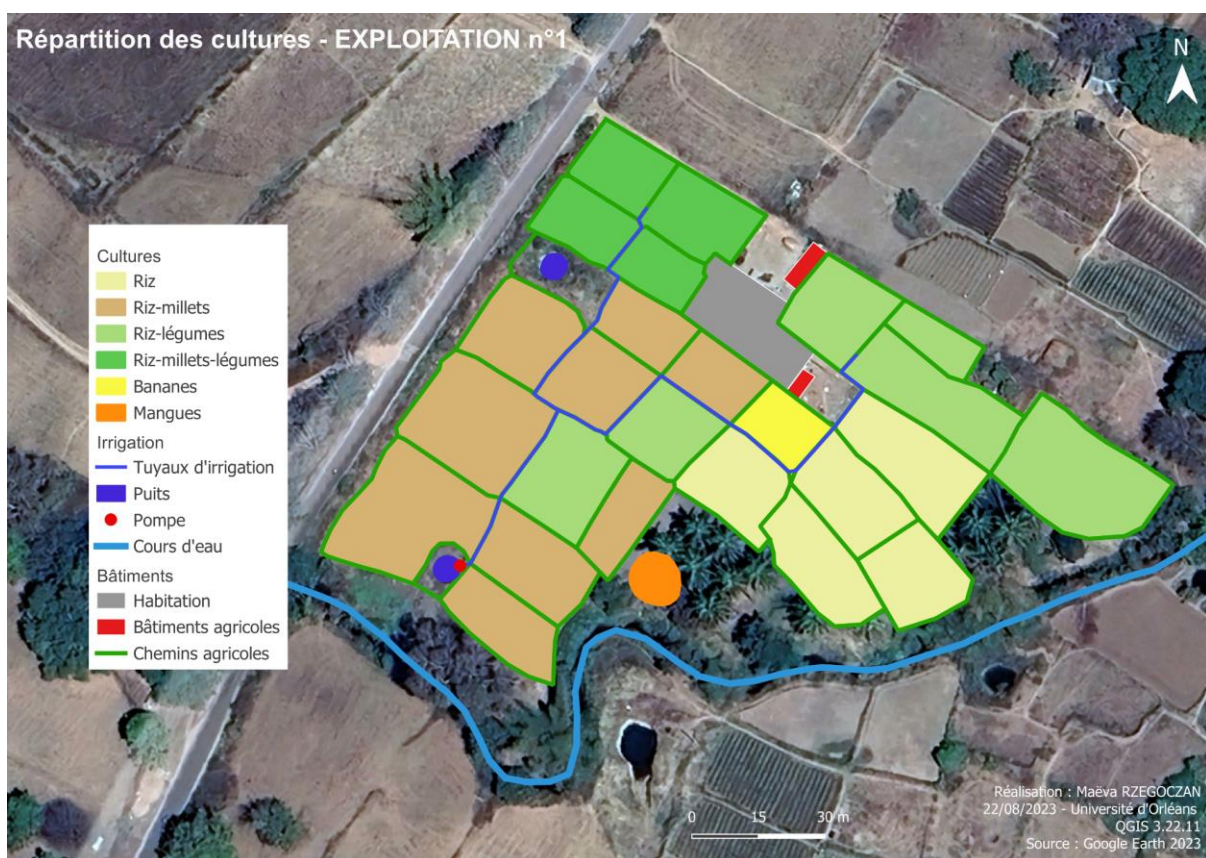 Répartition des cultures - EXPLOITATION n°1
N
Cultures
Riz
Riz-millets
Riz-légumes
Riz-millets-légumes
Bananes
Mangues
Irrigation
Tuyaux d'irrigation
Puits
Pompe
Cours d'eau
Bâtiments
Habitation
Bâtiments agricoles
Chemins agricoles
0 15 30 m
Réalisation : Maëva RZEGOCZAN
22/08/2023 - Université d'Orléans
QGIS 3.22.11
Source : Google Earth 2023